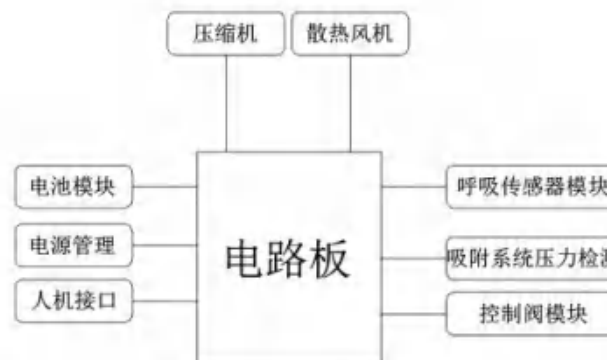 压缩机
散热风机
电池模块
电源管理
人机接口
电路板
呼吸传感器模块
吸附系统压力检测
控制阀模块